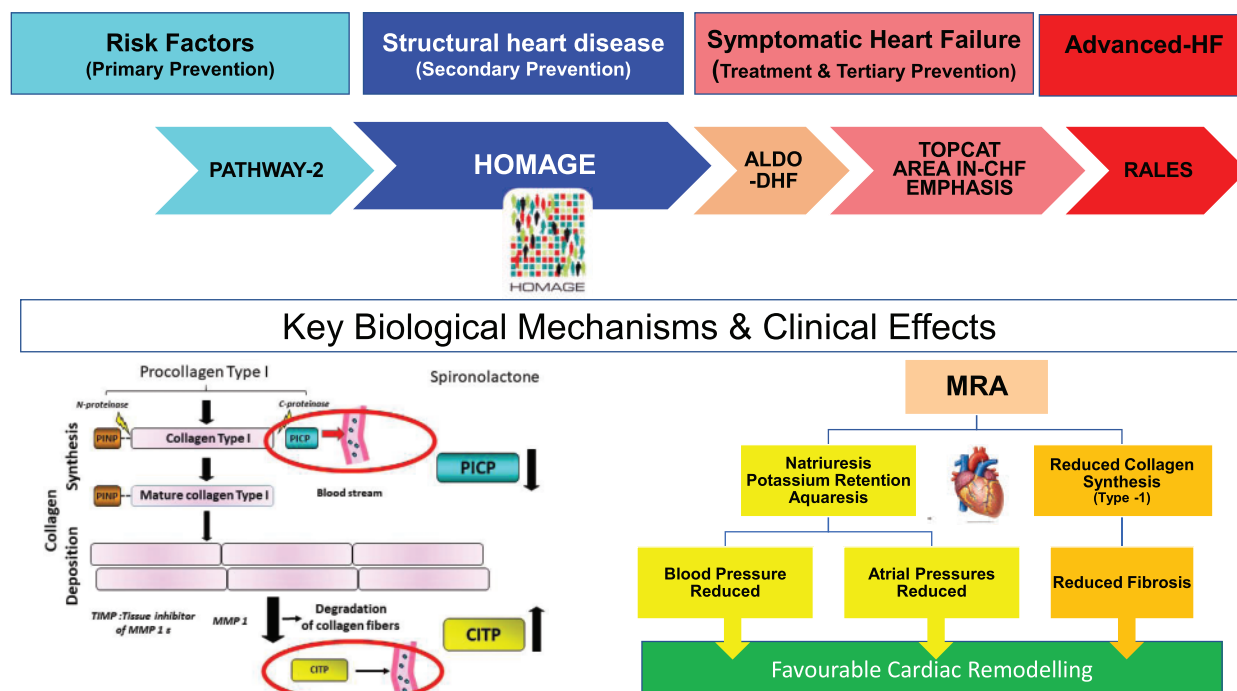 Risk Factors
(Primary Prevention)
Structural heart disease
(Secondary Prevention)
Symptomatic Heart Failure
(Treatment & Tertiary Prevention)
Advanced-HF
PATHWAY-2
HOMAGE
ALDO
-DHF
TOPCAT
AREA IN-CHF
EMPHASIS
RALES
HOMAGE
Key Biological Mechanisms & Clinical Effects
Procollagen Type I
Spironolactone
N-proteinase
C-proteinase
Collagen
Synthesis
Deposition
PINP
Collagen Type I
PICP
PICP
Blood stream
PINP
Mature collagen Type I
TIMP :Tissue inhibitor
of MMP 1 s
MMP 1
Degradation
of collagen fibers
CITP
CITP
MRA
Natriuresis
Potassium Retention
Aquaresis
Reduced Collagen
Synthesis
(Type -1)
Blood Pressure
Reduced
Atrial Pressures
Reduced
Reduced Fibrosis
Favourable Cardiac Remodelling